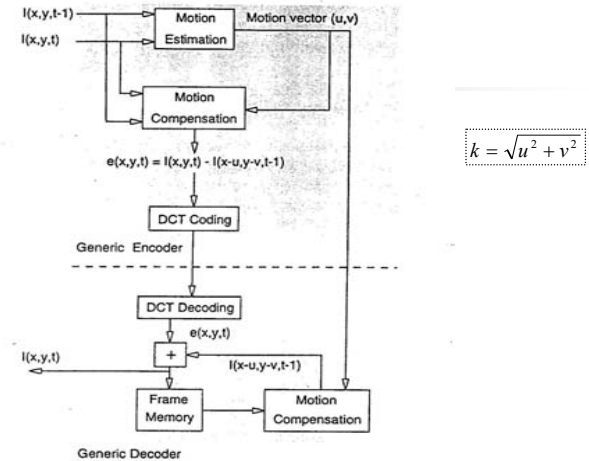 I(x,y,t-1)
Motion vector (u,v)
Motion
Estimation
I(x,y,t)
Motion
Compensation
k = √u² + v²
e(x,y,t) = I(x,y,t) - I(x-u,y-v,t-1)
DCT Coding
Generic Encoder
DCT Decoding
e(x,y,t)
I(x,y,t)
+
I(x-u,y-v,t-1)
Frame
Memory
Motion
Compensation
Generic Decoder